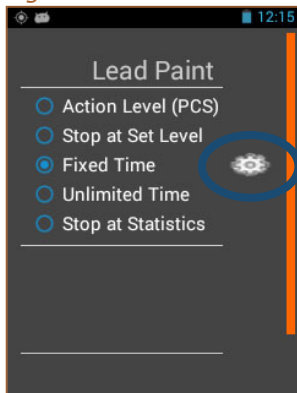 12:15
Lead Paint
Action Level (PCS)
Stop at Set Level
Fixed Time
Unlimited Time
Stop at Statistics